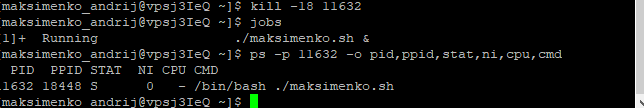 [maksimenko_andrij@vpsj3IeQ ~]$ kill -18 11632
[maksimenko_andrij@vpsj3IeQ ~]$ jobs
[1]+  Running                 ./maksimenko.sh &
[maksimenko_andrij@vpsj3IeQ ~]$ ps -p 11632 -o pid,ppid,stat,ni,cpu,cmd
  PID  PPID STAT  NI CPU CMD
11632 18448 S      0   - /bin/bash ./maksimenko.sh
[maksimenko_andrij@vpsj3IeQ ~]$